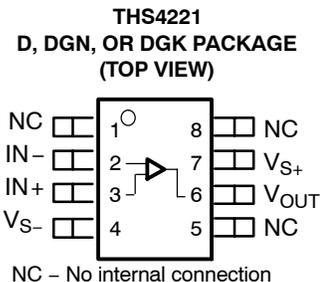 THS4221
D, DGN, OR DGK PACKAGE
(TOP VIEW)
NC 1 8 NC
IN− 2 7 VS+
IN+ 3 6 VOUT
VS− 4 5 NC
NC − No internal connection